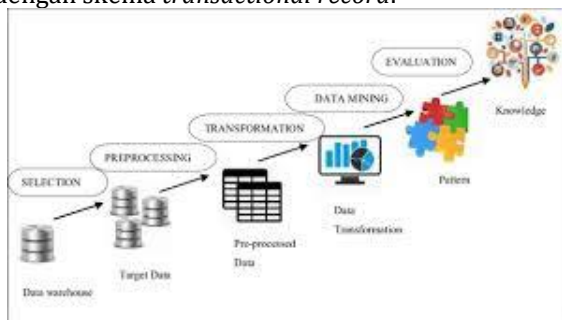 dengan skema transactional record.
EVALUATION
DATA MINING
Knowledge
TRANSFORMATION
PREPROCESSING
Pattern
SELECTION
Data
Transformation
Pre-processed
Data
Target Data
Data warehouse